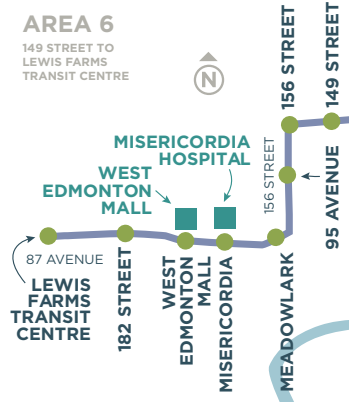 AREA 6
149 STREET TO
LEWIS FARMS
TRANSIT CENTRE
N
156 STREET
149 STREET
MISERICORDIA
HOSPITAL
WEST
EDMONTON
MALL
156 STREET
95 AVENUE
87 AVENUE
LEWIS
FARMS
TRANSIT
CENTRE
182 STREET
WEST
EDMONTON
MALL
MISERICORDIA
MEADOWLARK